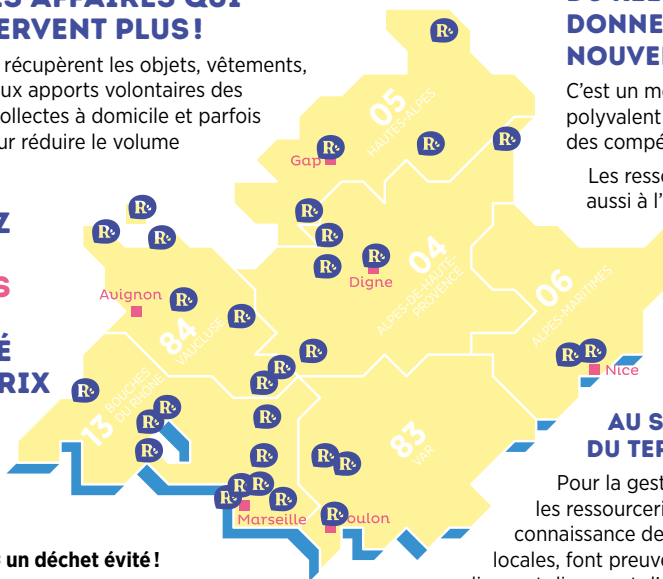 ES AFFAIRES QUI
ERVENT PLUS !
récupèrent les objets, vêtements,
ux apports volontaires des
ollectes à domicile et parfois
ur réduire le volume
Z
S
É
RIX
DONNE
NOUVE
C'est un m
polyvalent
des compé
Les resso
aussi à l'
05
HAUTES-ALPES
Gap
04
ALPES-DE-HAUTE-
PROVENCE
Digne
06
ALPES-MARITIMES
Nice
Avignon
84
VAUCLUSE
13
BOUCHES
DU RHÔNE
83
VAR
Marseille
oulon
AU S
DU TER
Pour la gest
les ressourceri
connaissance de
locales, font preuv
un déchet évité !